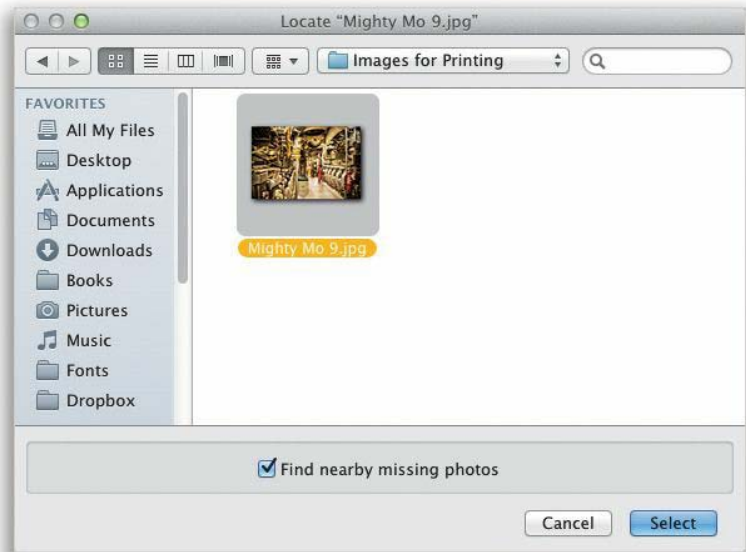 Locate “Mighty Mo 9.jpg”
Images for Printing
FAVORITES
All My Files
Desktop
Applications
Documents
Downloads
Books
Pictures
Music
Fonts
Dropbox
Mighty Mo 9.jpg
Find nearby missing photos
Cancel
Select